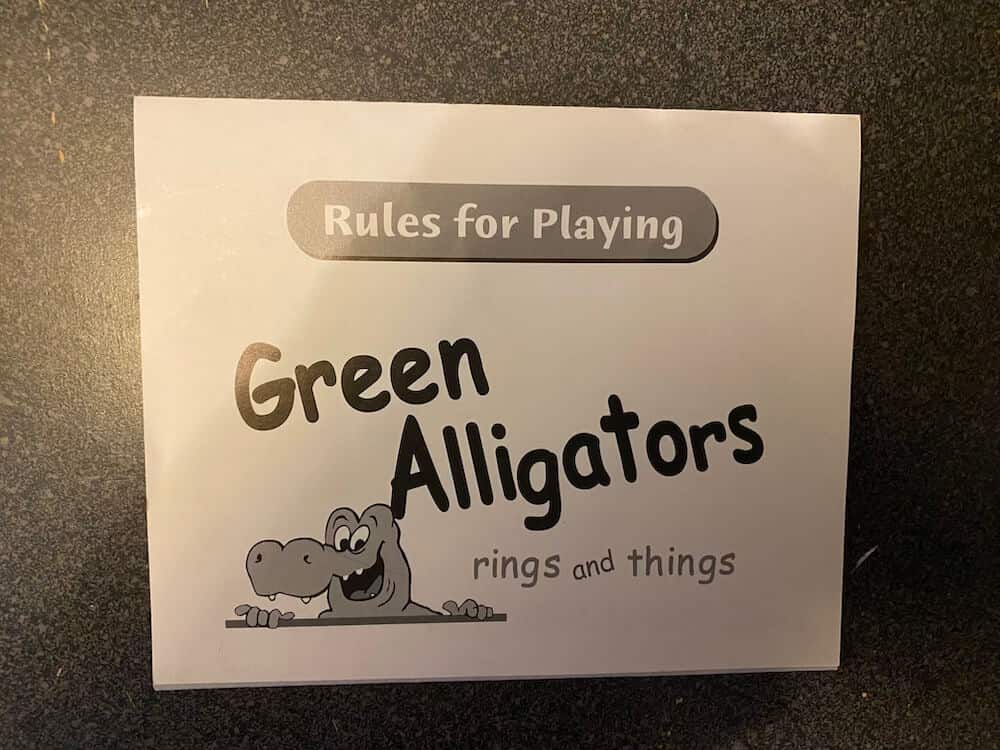 Rules for Playing
Green
Alligators
rings and things